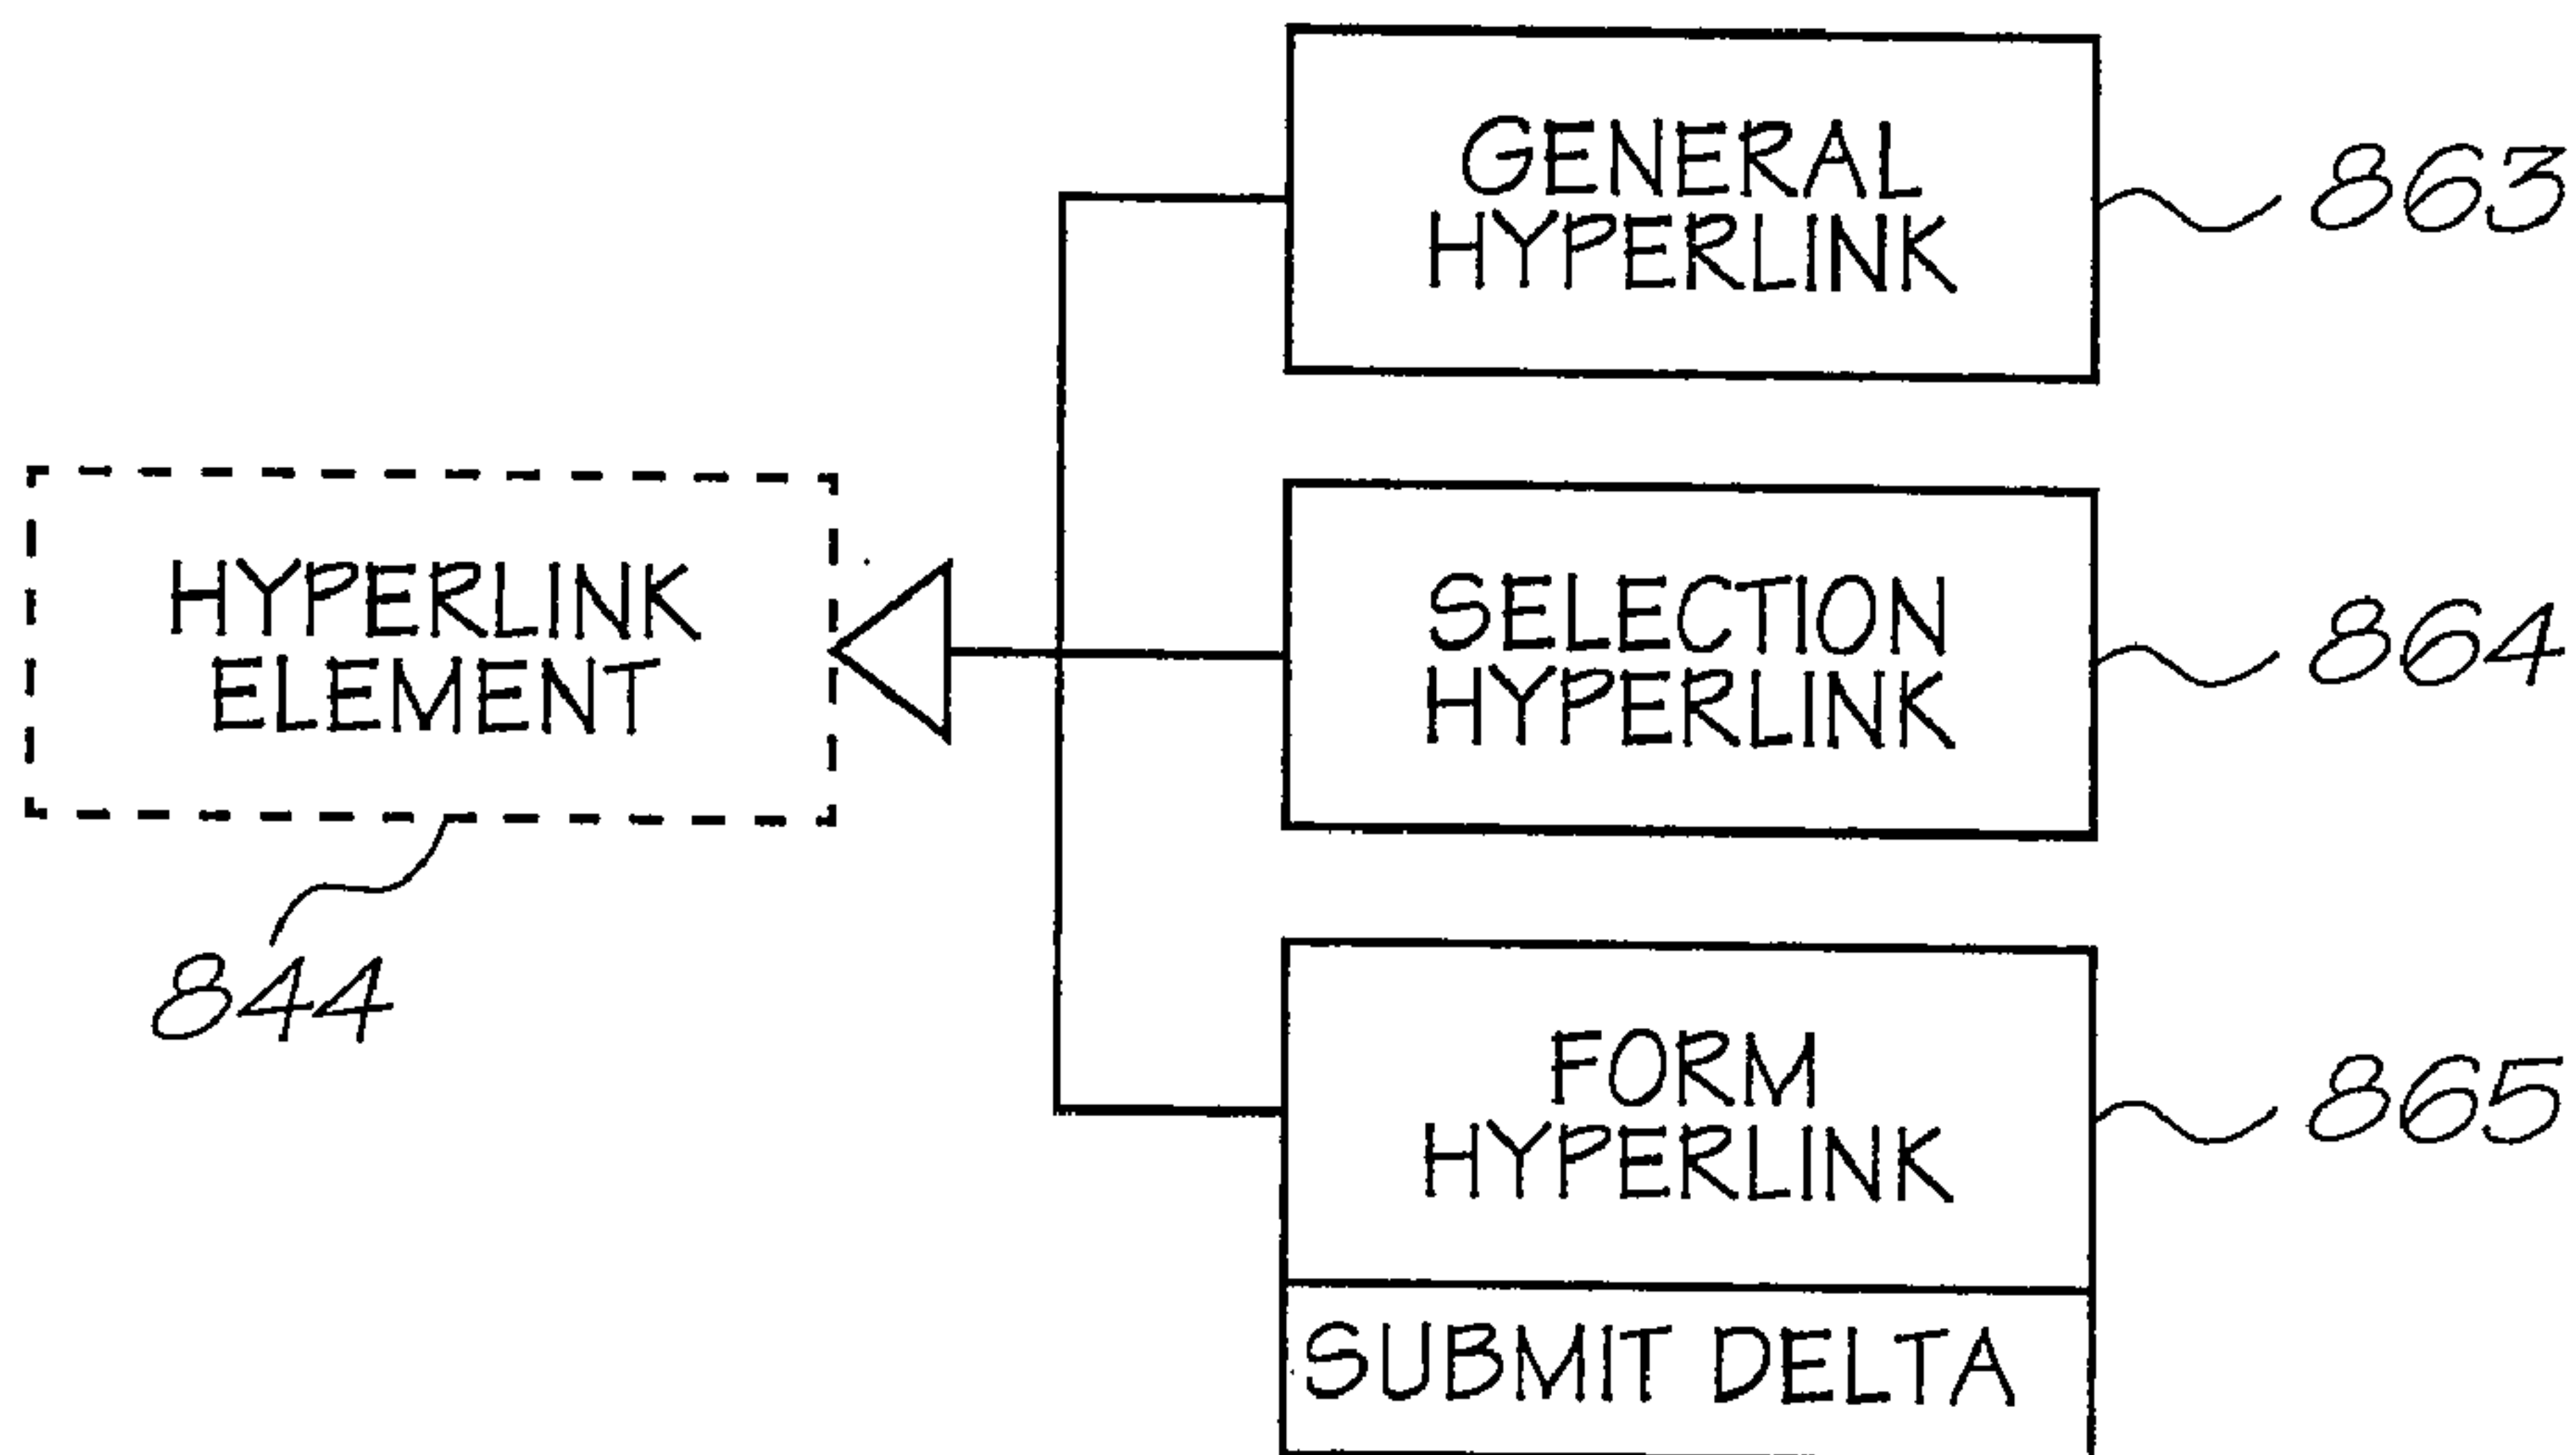 GENERAL
HYPERLINK
863
HYPERLINK
ELEMENT
844
SELECTION
HYPERLINK
864
FORM
HYPERLINK
865
SUBMIT DELTA